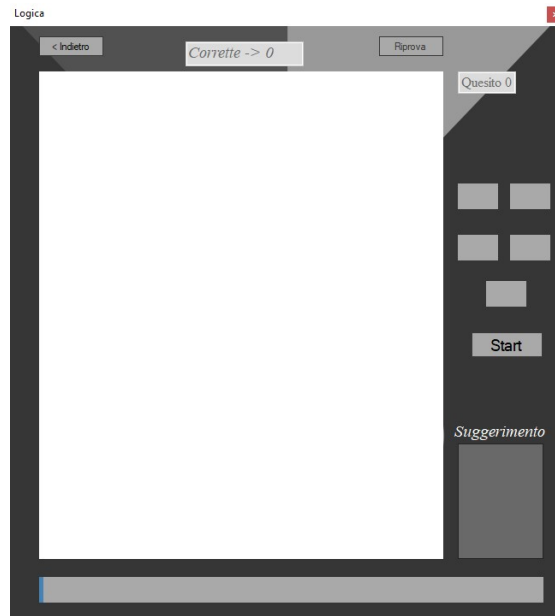 Logica
< Indietro
Corrette -> 0
Riprova
Quesito 0
Start
Suggerimento